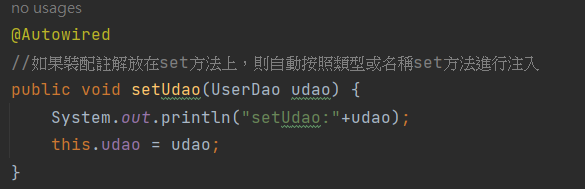 no usages
@Autowired
//如果裝配註解放在set方法上，則自動按照類型或名稱set方法進行注入
public void setUdao(UserDao udao) {
    System.out.println("setUdao:"+udao);
    this.udao = udao;
}